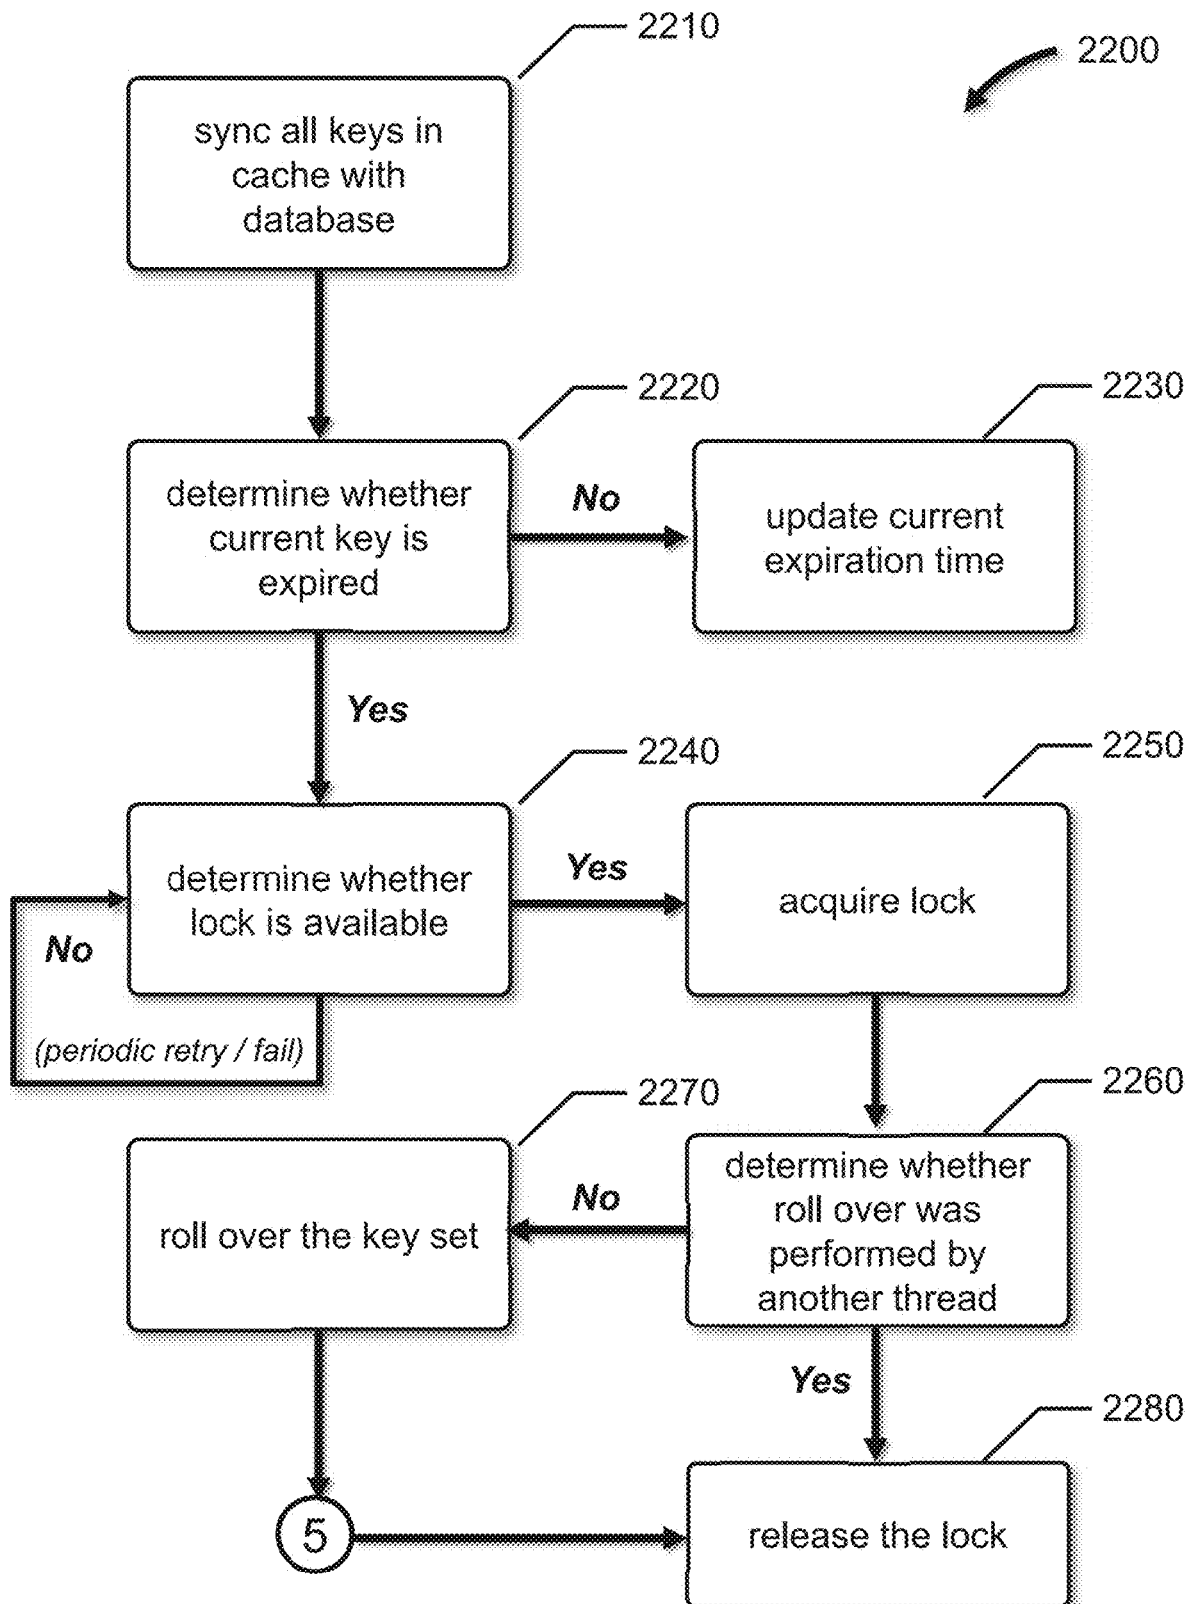 2210
2200
sync all keys in
cache with
database
2220
2230
determine whether
current key is
expired
No
update current
expiration time
Yes
2240
2250
determine whether
lock is available
Yes
acquire lock
No
(periodic retry / fail)
2270
2260
roll over the key set
No
determine whether
roll over was
performed by
another thread
Yes
2280
5
release the lock